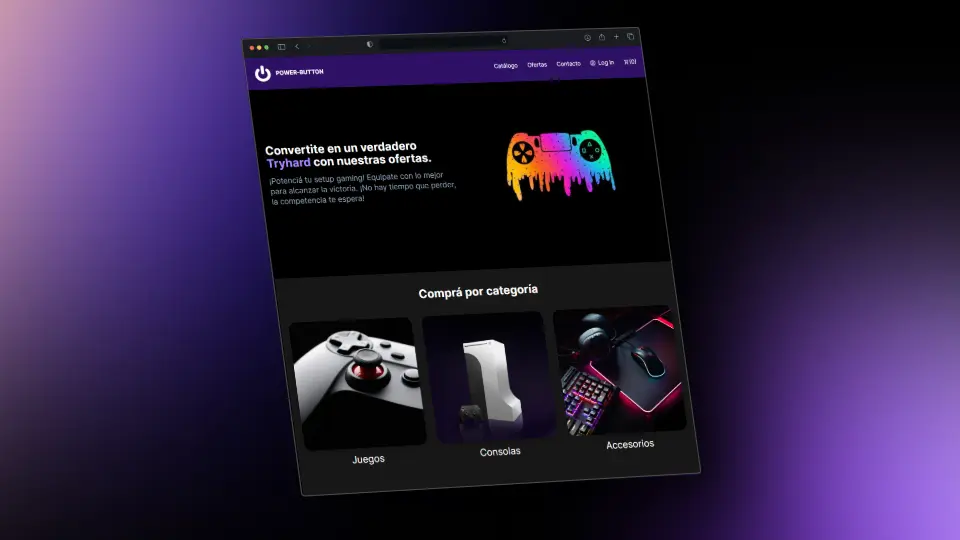 POWER-BUTTON
Catálogo Ofertas Contacto Log In (0)
Convertite en un verdadero
Tryhard con nuestras ofertas.
¡Potenciá tu setup gaming! Equipate con lo mejor
para alcanzar la victoria. ¡No hay tiempo que perder,
la competencia te espera!
Comprá por categoria
Juegos
Consolas
Accesorios